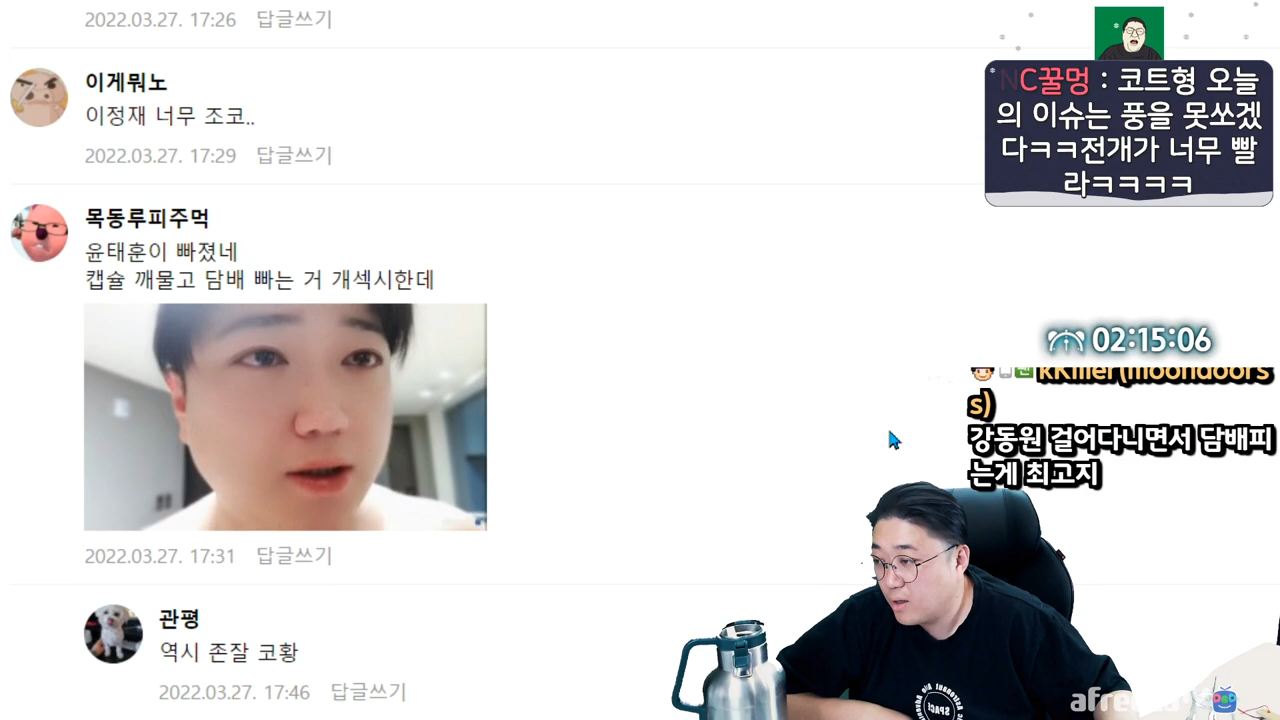 2022.03.27. 17:26 답글쓰기
이게뭐노
이정재 너무 조코..
2022.03.27. 17:29 답글쓰기
목동루피주먹
윤태훈이 빠졌네
캡슐 깨물고 담배 빠는 거 개섹시한데
2022.03.27. 17:31 답글쓰기
관평
역시 존잘 코황
2022.03.27. 17:46 답글쓰기
NC꿀멍 : 코트형 오늘
의 이슈는 풍을 못쏘겠
다ㅋㅋ전개가 너무 빨
라ㅋㅋㅋㅋ
02:15:06
kKiller(moondoors
s)
강동원 걸어다니면서 담배피
는게 최고지
SPACE